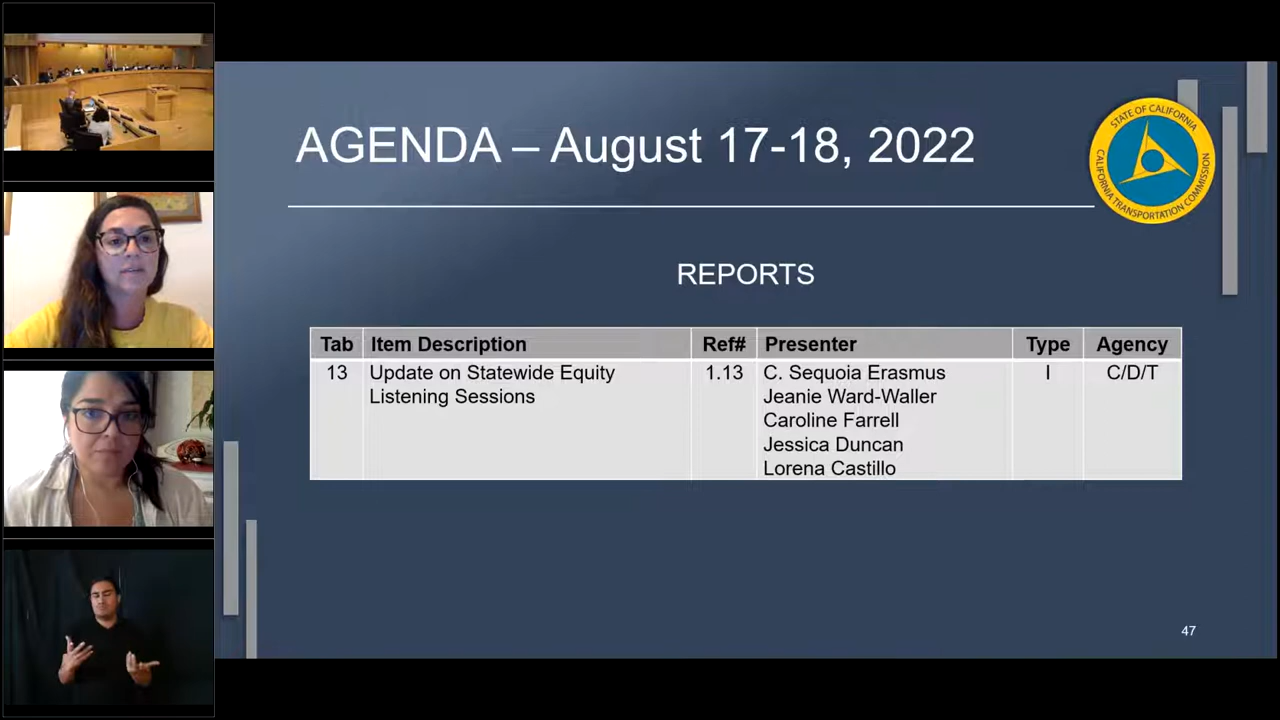 AGENDA – August 17-18, 2022
STATE OF CALIFORNIA
CALIFORNIA TRANSPORTATION COMMISSION
REPORTS
Tab Item Description Ref# Presenter Type Agency
13 Update on Statewide Equity 1.13 C. Sequoia Erasmus I C/D/T
Listening Sessions Jeanie Ward-Waller
Caroline Farrell
Jessica Duncan
Lorena Castillo
47